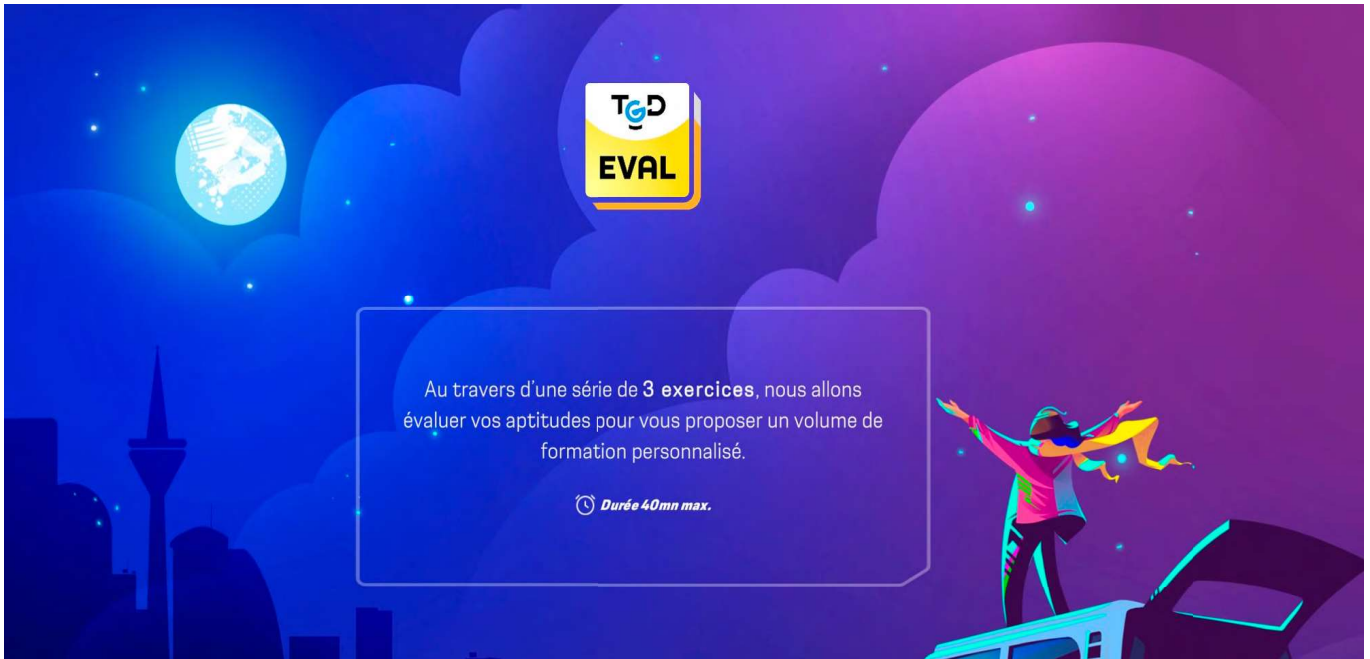 TGD
EVAL
Au travers d’une série de 3 exercices, nous allons
évaluer vos aptitudes pour vous proposer un volume de
formation personnalisé.
Durée 40mn max.